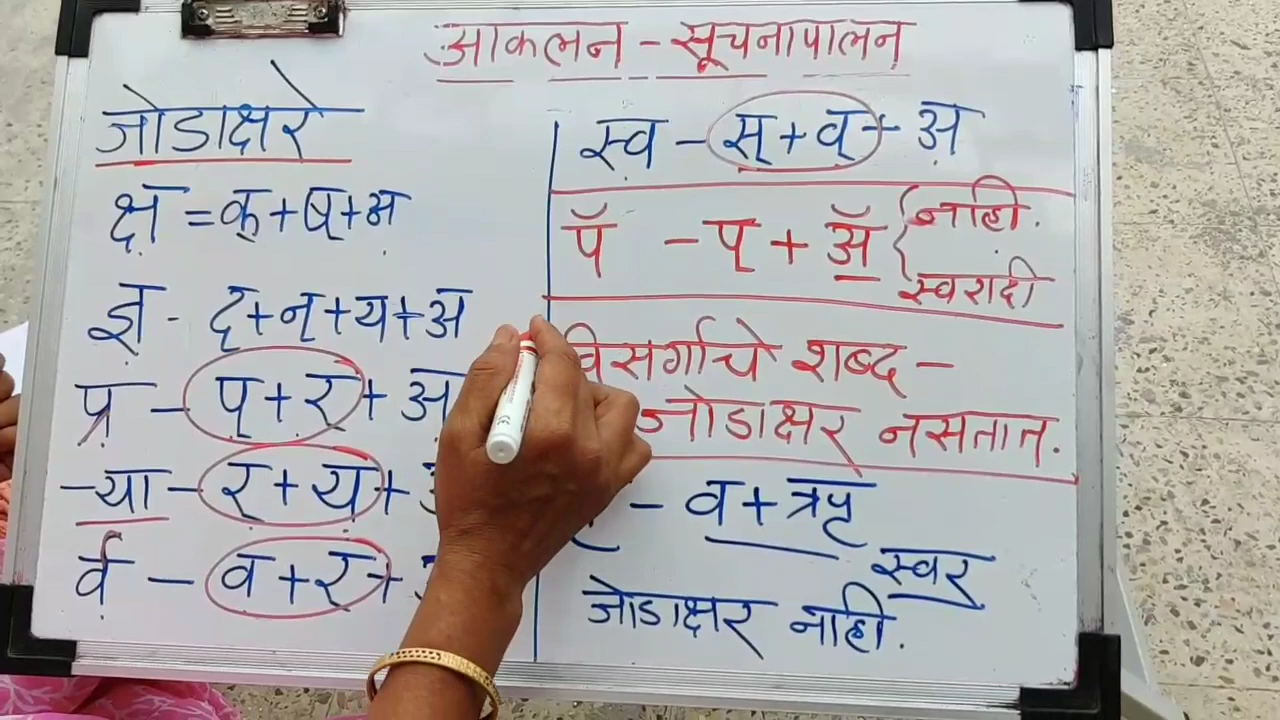 आकलन - सूचनापालन
जोडाक्षरे
क्ष = क् + ष् + अ
ज्ञ - द् + न् + य + अ
प्र - प् + र + अ
-या - र् + य +
र्व - व + र +
स्व - स् + व् + अ
पॅ - प् + ॲ { नाही.
स्वरादी
विसर्गाचे शब्द -
जोडाक्षर नसतात.
- व + ऋ
स्वर
जोडाक्षर नाही.